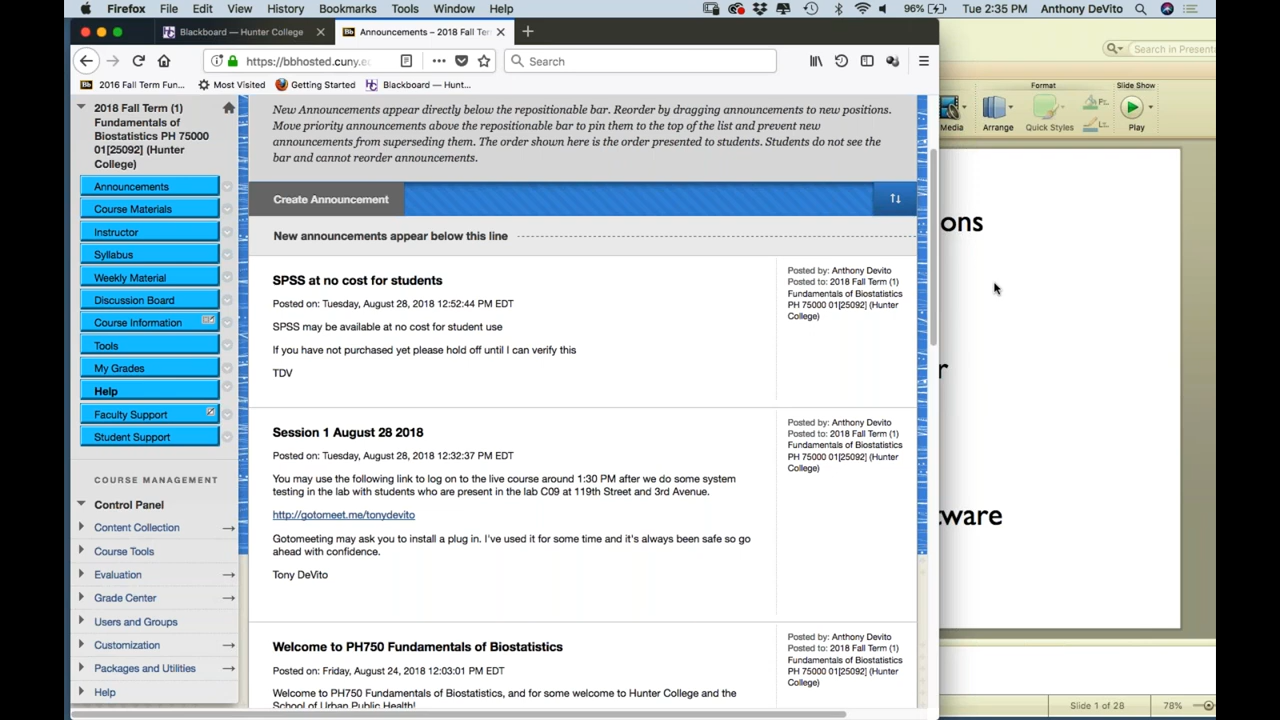 Firefox File Edit View History Bookmarks Tools Window Help 96% Tue 2:35 PM Anthony DeVito
Blackboard — Hunter College
Announcements – 2018 Fall Ter
https://bbhosted.cuny.e
Search
Search in Present
2016 Fall Term Fun...
Most Visited
Getting Started
Blackboard — Hunt...
Format
Slide Show
Media
Arrange
Quick Styles
Play
2018 Fall Term (1)
Fundamentals of
Biostatistics PH 75000
01[25092] (Hunter
College)
Announcements
Course Materials
Instructor
Syllabus
Weekly Material
Discussion Board
Course Information
Tools
My Grades
Help
Faculty Support
Student Support
COURSE MANAGEMENT
Control Panel
Content Collection
Course Tools
Evaluation
Grade Center
Users and Groups
Customization
Packages and Utilities
Help
New Announcements appear directly below the repositionable bar. Reorder by dragging announcements to new positions.
Move priority announcements above the repositionable bar to pin them to the top of the list and prevent new
announcements from superseding them. The order shown here is the order presented to students. Students do not see the
bar and cannot reorder announcements.
Create Announcement
New announcements appear below this line
SPSS at no cost for students
Posted on: Tuesday, August 28, 2018 12:52:44 PM EDT
SPSS may be available at no cost for student use
If you have not purchased yet please hold off until I can verify this
TDV
Posted by: Anthony Devito
Posted to: 2018 Fall Term (1)
Fundamentals of Biostatistics
PH 75000 01[25092] (Hunter
College)
Session 1 August 28 2018
Posted on: Tuesday, August 28, 2018 12:32:37 PM EDT
You may use the following link to log on to the live course around 1:30 PM after we do some system
testing in the lab with students who are present in the lab C09 at 119th Street and 3rd Avenue.
http://gotomeet.me/tonydevito
Gotomeeting may ask you to install a plug in. I've used it for some time and it's always been safe so go
ahead with confidence.
Tony DeVito
Posted by: Anthony Devito
Posted to: 2018 Fall Term (1)
Fundamentals of Biostatistics
PH 75000 01[25092] (Hunter
College)
Welcome to PH750 Fundamentals of Biostatistics
Posted on: Friday, August 24, 2018 12:03:01 PM EDT
Welcome to PH750 Fundamentals of Biostatistics, and for some welcome to Hunter College and the
School of Urban Public Health!
Posted by: Anthony Devito
Posted to: 2018 Fall Term (1)
Fundamentals of Biostatistics
PH 75000 01[25092] (Hunter
College)
ons
r
tware
Slide 1 of 28
78%